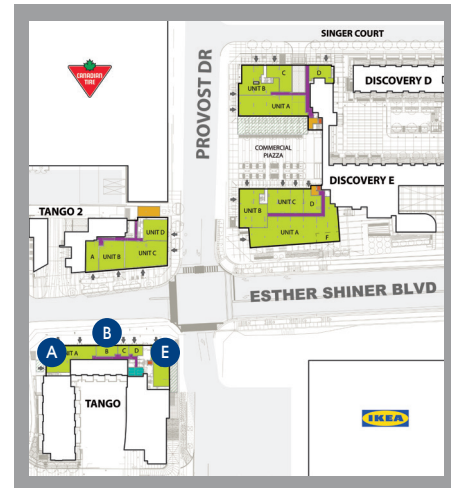 SINGER COURT
CANADIAN
TIRE
PROVOST DR
C
D
UNIT B
UNIT A
DISCOVERY D
COMMERCIAL
PIAZZA
DISCOVERY E
UNIT C
D
UNIT B
UNIT A
F
TANGO 2
UNIT D
A
UNIT B
UNIT C
ESTHER SHINER BLVD
B
A
UNIT A
B
C
D
E
TANGO
IKEA